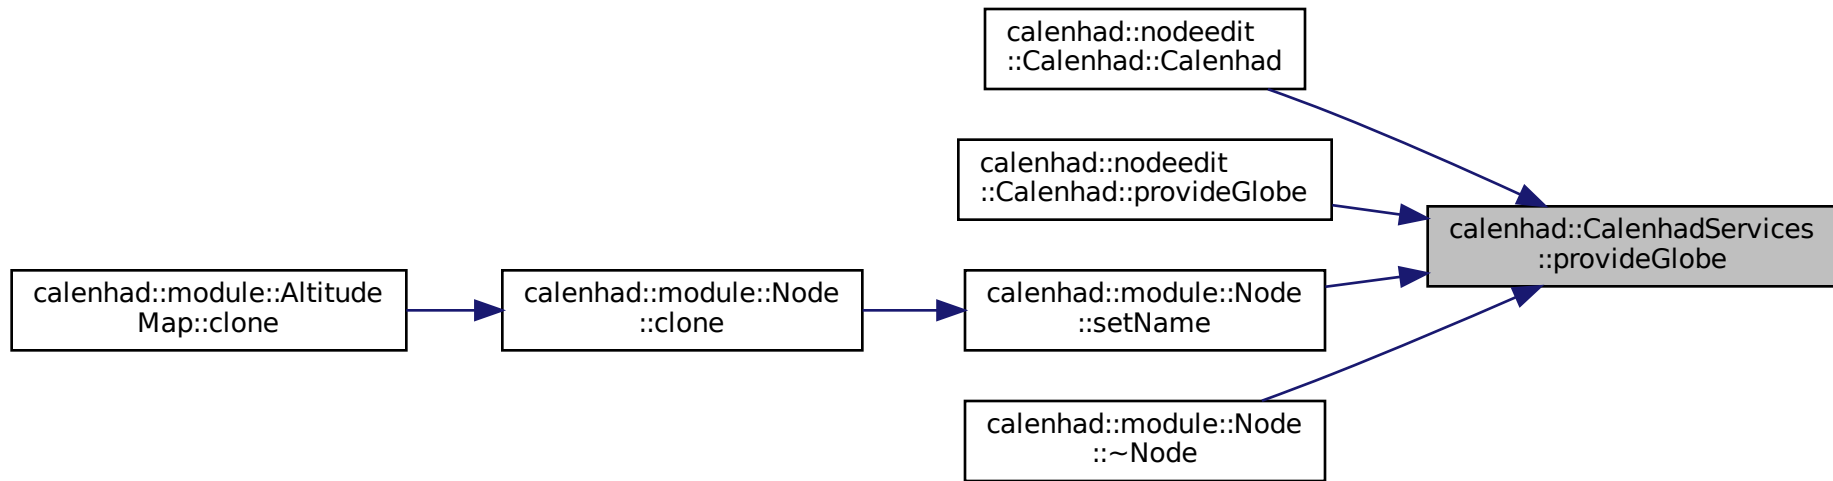 calenhad::nodeedit
::Calenhad::Calenhad
calenhad::nodeedit
::Calenhad::provideGlobe
calenhad::CalenhadServices
::provideGlobe
calenhad::module::Altitude
Map::clone
calenhad::module::Node
::clone
calenhad::module::Node
::setName
calenhad::module::Node
::~Node